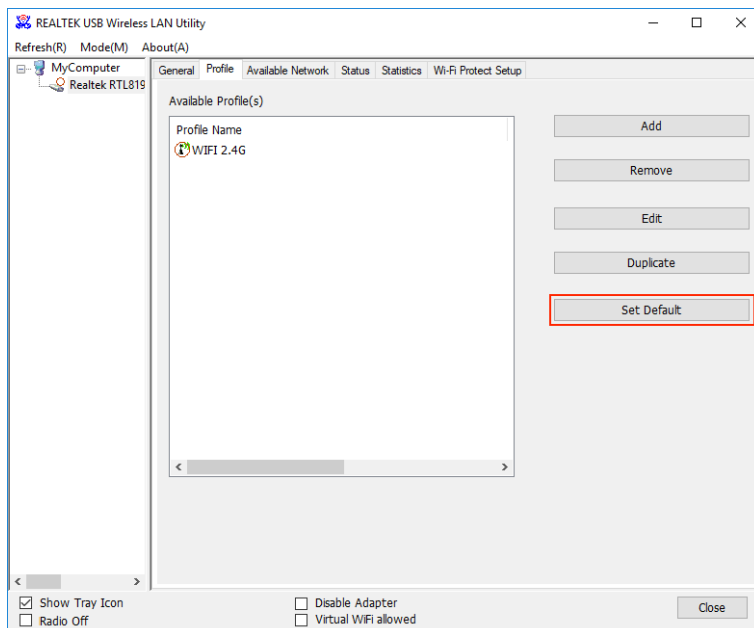 REALTEK USB Wireless LAN Utility
Refresh(R) Mode(M) About(A)
MyComputer
Realtek RTL819
General Profile Available Network Status Statistics Wi-Fi Protect Setup
Available Profile(s)
Profile Name
WIFI 2.4G
Add
Remove
Edit
Duplicate
Set Default
Show Tray Icon
Radio Off
Disable Adapter
Virtual WiFi allowed
Close